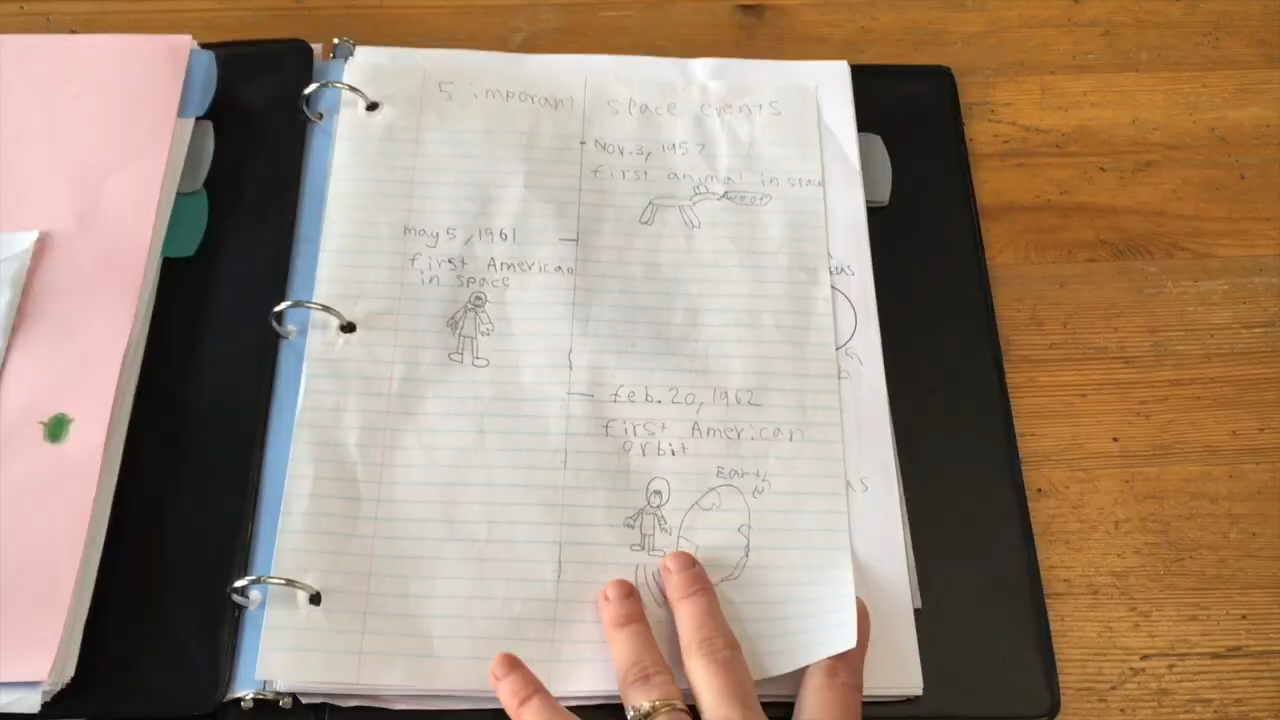 5 imporant space events
Nov. 3, 1957
first animal in space
woof
may 5, 1961
first American
in space
feb. 20, 1962
first American
orbit
Earth